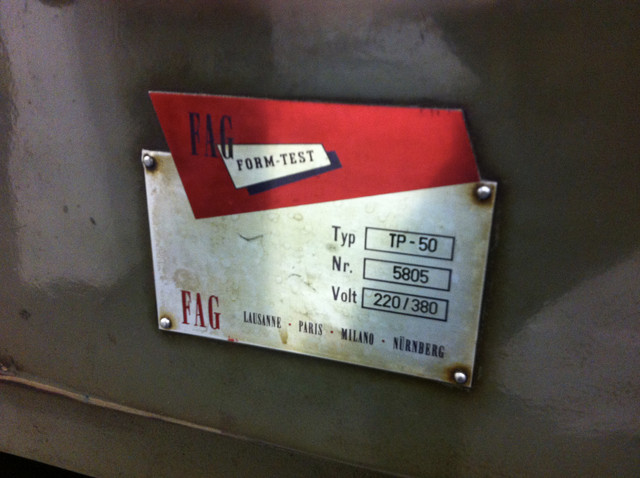 FAG
FORM-TEST
Typ TP-50
Nr. 5805
Volt 220/380
FAG LAUSANNE · PARIS · MILANO · NÜRNBERG